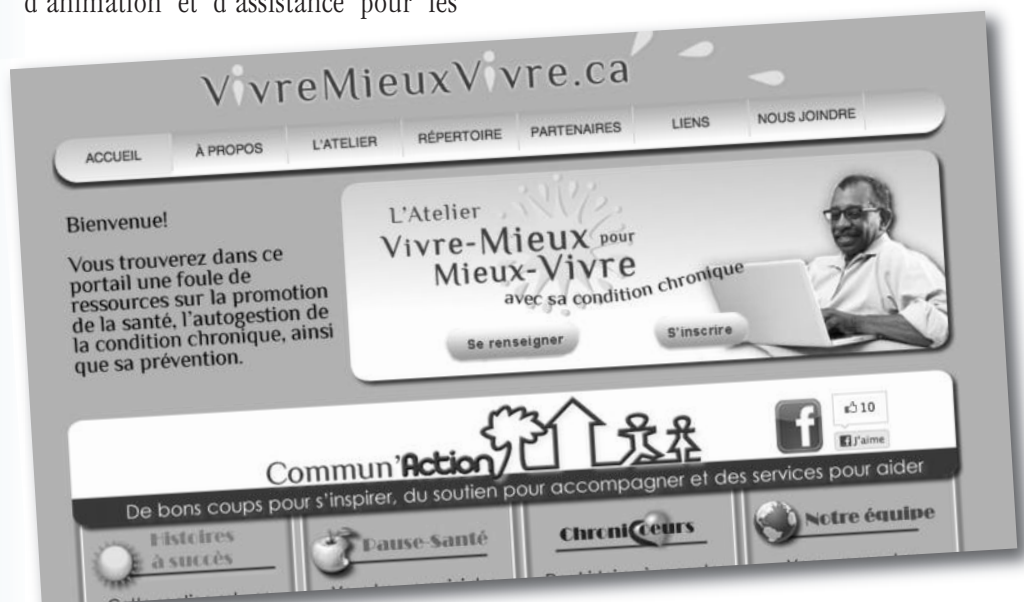 d'animation et d'assistance pour les
VivreMieuxVivre.ca
ACCUEIL À PROPOS L'ATELIER RÉPERTOIRE PARTENAIRES LIENS NOUS JOINDRE
Bienvenue!
Vous trouverez dans ce
portail une foule de
ressources sur la promotion
de la santé, l'autogestion de
la condition chronique, ainsi
que sa prévention.
L'Atelier
Vivre-Mieux pour
Mieux-Vivre
avec sa condition chronique
Se renseigner
S'inscrire
Commun'Action
10
J'aime
De bons coups pour s'inspirer, du soutien pour accompagner et des services pour aider
Histoires
à succès
Pause-Santé
ChroniCoeurs
Notre équipe